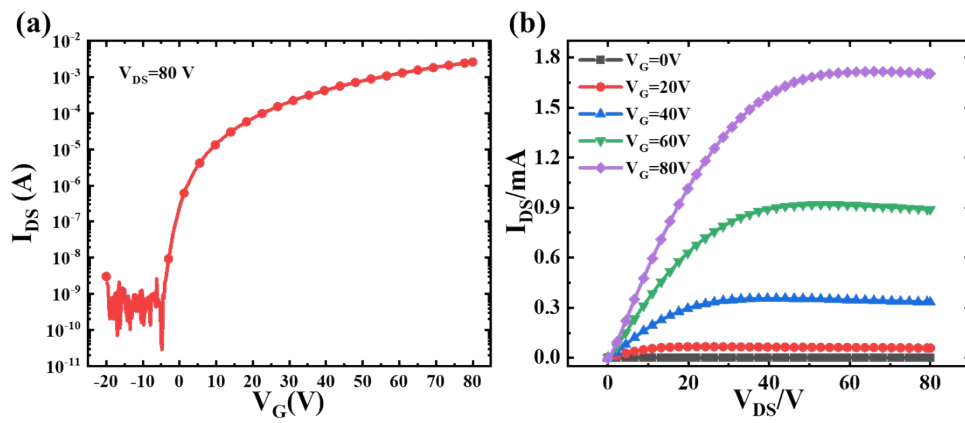 (a)
V_DS=80 V
I_DS (A)
10^-2
10^-3
10^-4
10^-5
10^-6
10^-7
10^-8
10^-9
10^-10
10^-11
-20 -10 0 10 20 30 40 50 60 70 80
V_G(V)
(b)
V_G=0V
V_G=20V
V_G=40V
V_G=60V
V_G=80V
I_DS/mA
1.8
1.5
1.2
0.9
0.6
0.3
0.0
0 20 40 60 80
V_DS/V